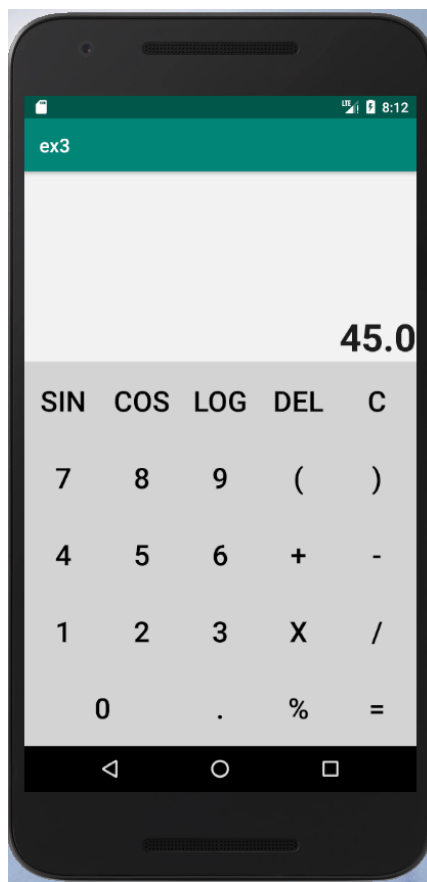 LTE 8:12
ex3
45.0
SIN COS LOG DEL C
7 8 9 ( )
4 5 6 + -
1 2 3 X /
0 . % =